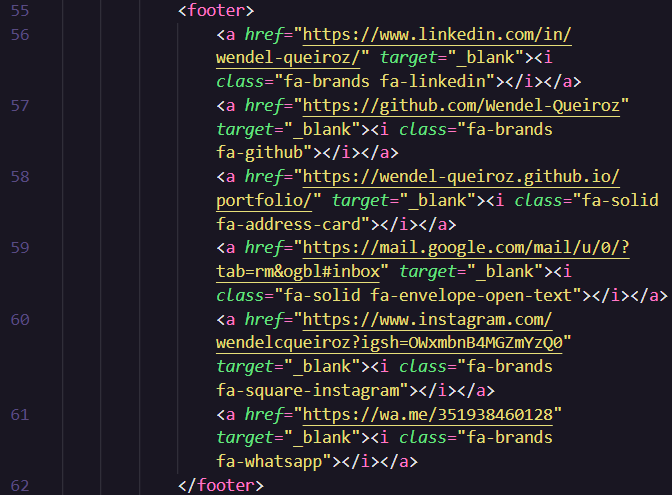 55 <footer>
56 <a href="https://www.linkedin.com/in/
wendel-queiroz/" target="_blank"><i
class="fa-brands fa-linkedin"></i></a>
57 <a href="https://github.com/Wendel-Queiroz"
target="_blank"><i class="fa-brands
fa-github"></i></a>
58 <a href="https://wendel-queiroz.github.io/
portfolio/" target="_blank"><i class="fa-solid
fa-address-card"></i></a>
59 <a href="https://mail.google.com/mail/u/0/?
tab=rm&ogbl#inbox" target="_blank"><i
class="fa-solid fa-envelope-open-text"></i></a>
60 <a href="https://www.instagram.com/
wendelcqueiroz?igsh=OWxmbnB4MGZmYzQ0"
target="_blank"><i class="fa-brands
fa-square-instagram"></i></a>
61 <a href="https://wa.me/351938460128"
target="_blank"><i class="fa-brands
fa-whatsapp"></i></a>
62 </footer>